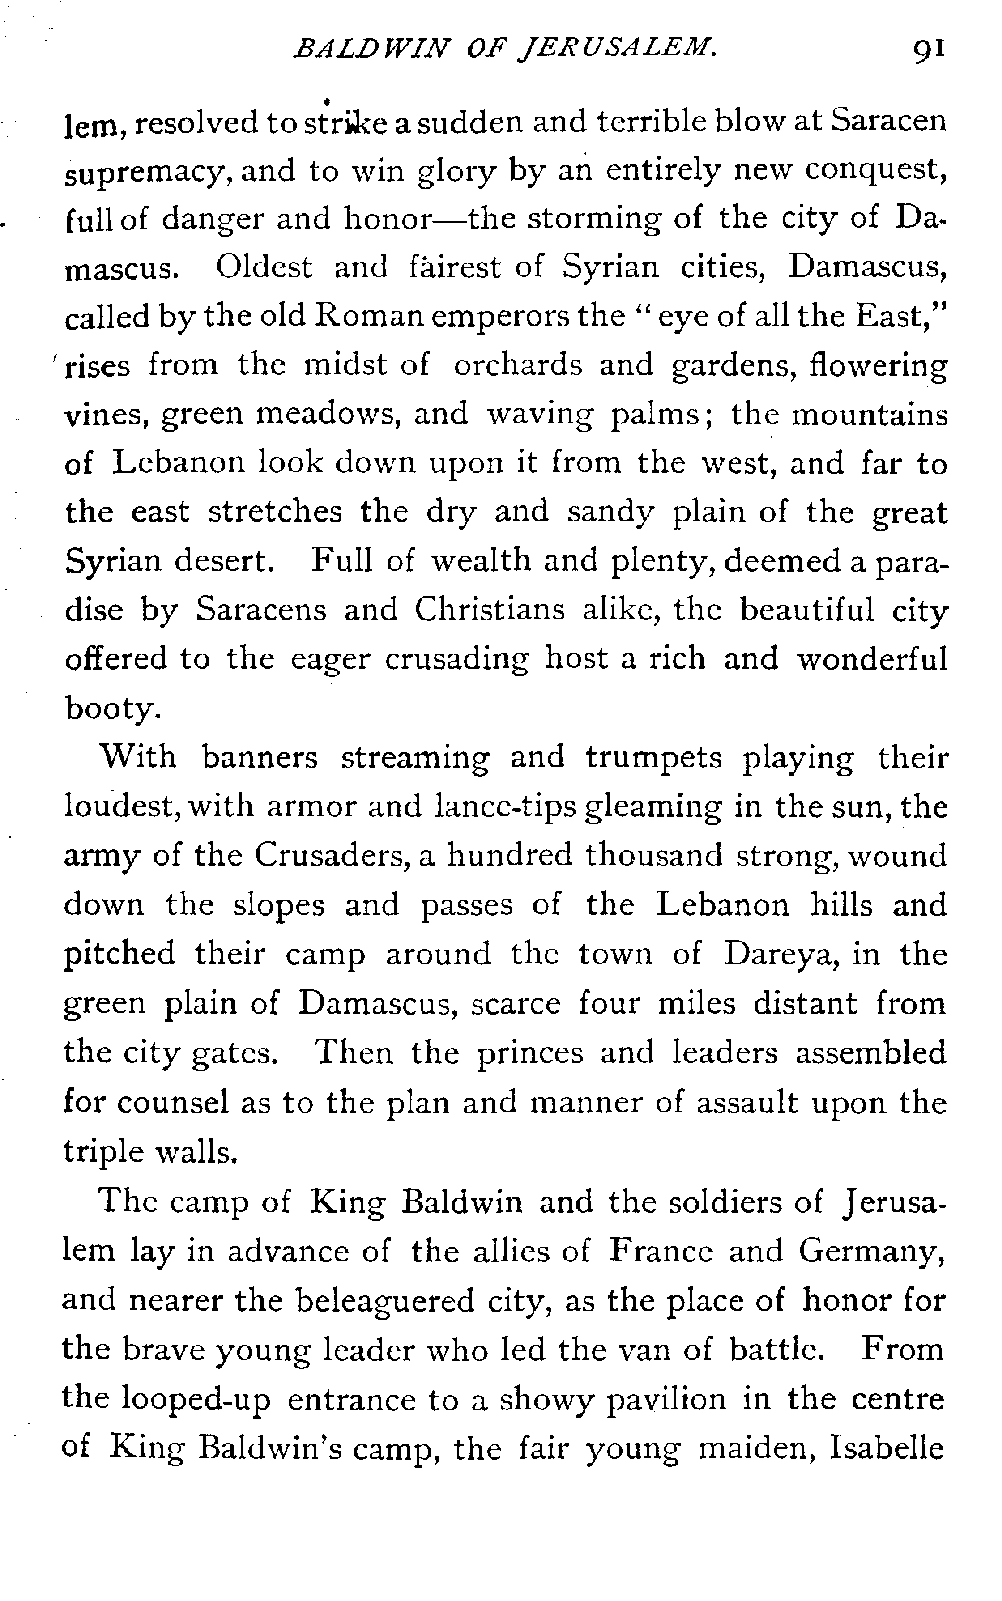 BALDWIN OF JERUSALEM. 91
lem, resolved to strike a sudden and terrible blow at Saracen
supremacy, and to win glory by an entirely new conquest,
full of danger and honor—the storming of the city of Da-
mascus. Oldest and fairest of Syrian cities, Damascus,
called by the old Roman emperors the “eye of all the East,”
rises from the midst of orchards and gardens, flowering
vines, green meadows, and waving palms; the mountains
of Lebanon look down upon it from the west, and far to
the east stretches the dry and sandy plain of the great
Syrian desert. Full of wealth and plenty, deemed a para-
dise by Saracens and Christians alike, the beautiful city
offered to the eager crusading host a rich and wonderful
booty.
With banners streaming and trumpets playing their
loudest, with armor and lance-tips gleaming in the sun, the
army of the Crusaders, a hundred thousand strong, wound
down the slopes and passes of the Lebanon hills and
pitched their camp around the town of Dareya, in the
green plain of Damascus, scarce four miles distant from
the city gates. Then the princes and leaders assembled
for counsel as to the plan and manner of assault upon the
triple walls.
The camp of King Baldwin and the soldiers of Jerusa-
lem lay in advance of the allies of France and Germany,
and nearer the beleaguered city, as the place of honor for
the brave young leader who led the van of battle. From
the looped-up entrance to a showy pavilion in the centre
of King Baldwin’s camp, the fair young maiden, Isabelle